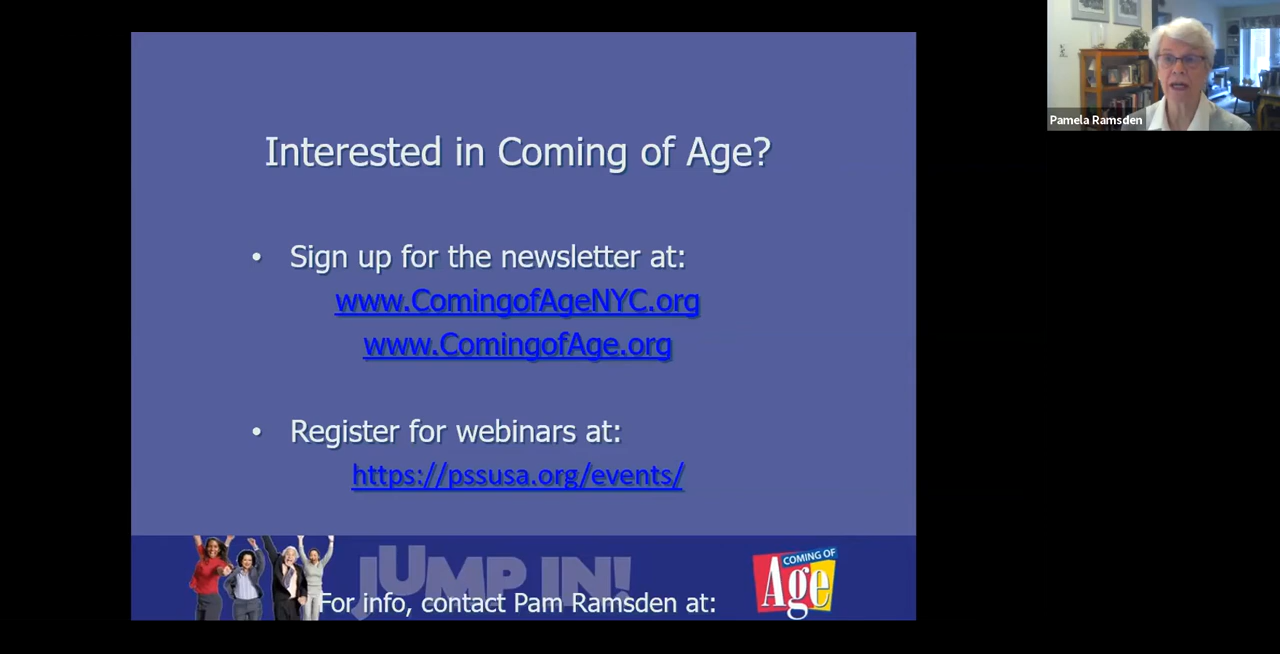 Interested in Coming of Age?
• Sign up for the newsletter at:
www.ComingofAgeNYC.org
www.ComingofAge.org
• Register for webinars at:
https://pssusa.org/events/
JUMP IN!
For info, contact Pam Ramsden at:
COMING OF
Age
Pamela Ramsden